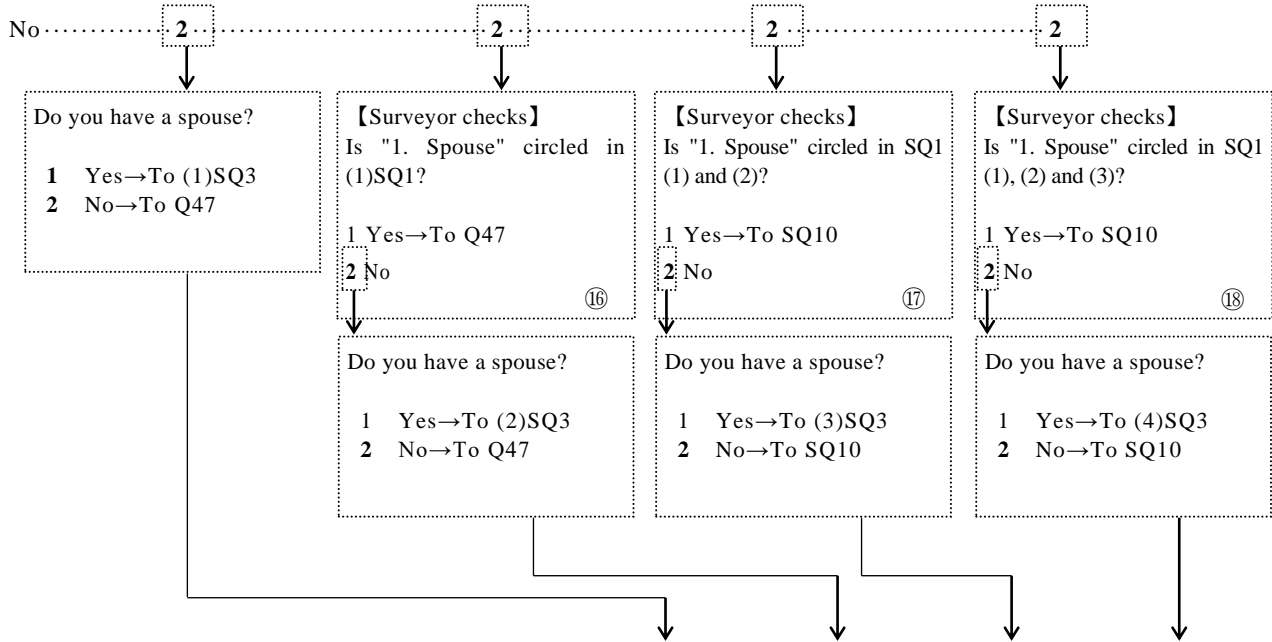 No 2 2 2 2
Do you have a spouse?
1 Yes→To (1)SQ3
2 No→To Q47
【Surveyor checks】
Is "1. Spouse" circled in
(1)SQ1?
1 Yes→To Q47
2 No
⑯
【Surveyor checks】
Is "1. Spouse" circled in SQ1
(1) and (2)?
1 Yes→To SQ10
2 No
⑰
【Surveyor checks】
Is "1. Spouse" circled in SQ1
(1), (2) and (3)?
1 Yes→To SQ10
2 No
⑱
Do you have a spouse?
1 Yes→To (2)SQ3
2 No→To Q47
Do you have a spouse?
1 Yes→To (3)SQ3
2 No→To SQ10
Do you have a spouse?
1 Yes→To (4)SQ3
2 No→To SQ10